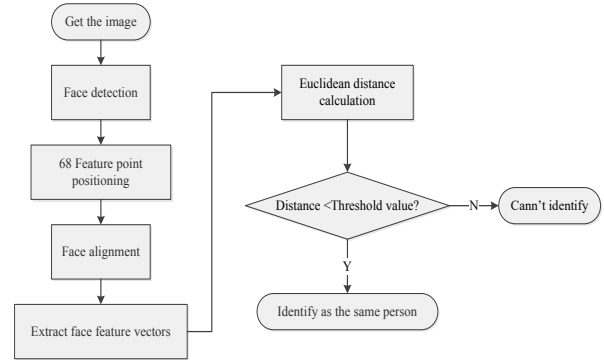 Get the image
Face detection
68 Feature point
positioning
Face alignment
Extract face feature vectors
Euclidean distance
calculation
Distance <Threshold value?
N
Cann't identify
Y
Identify as the same person